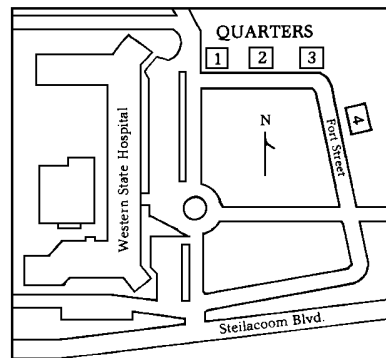 QUARTERS
1 2 3
4
N
Fort Street
Western State Hospital
Steilacoom Blvd.